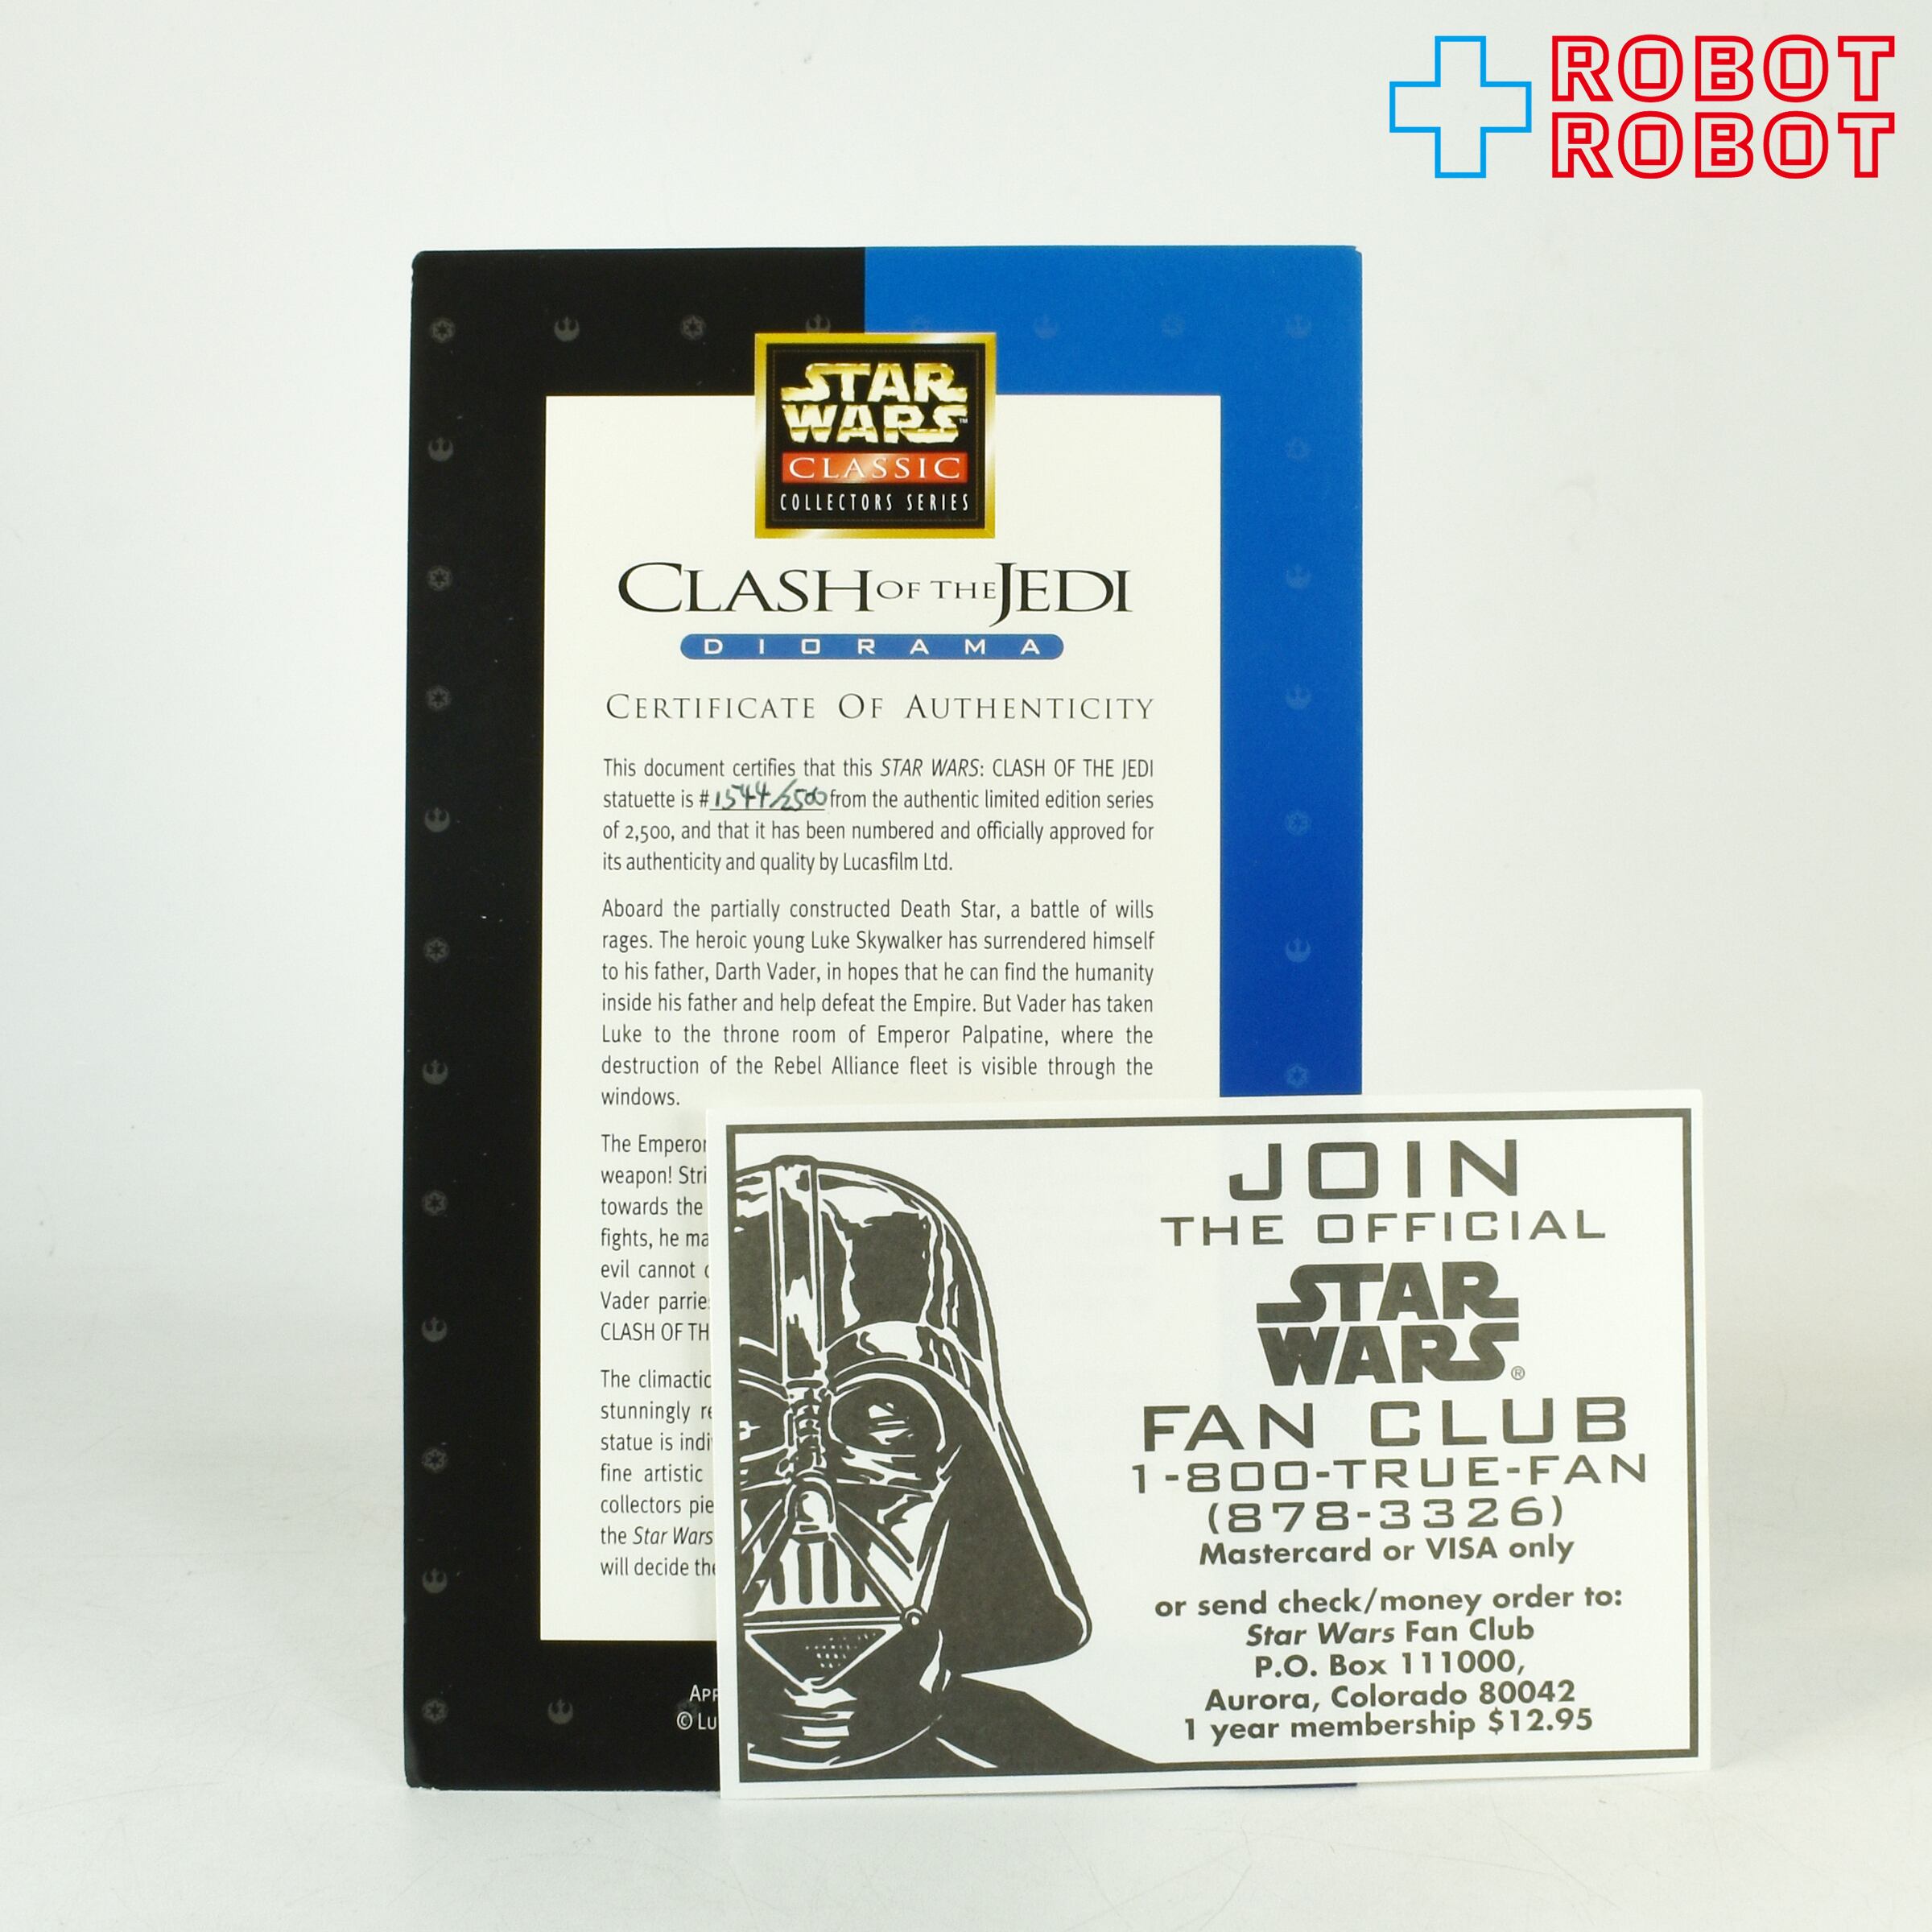 ROBOT
ROBOT
STAR
WARS™
CLASSIC
COLLECTORS SERIES
CLASH OF THE JEDI
DIORAMA
CERTIFICATE OF AUTHENTICITY
This document certifies that this STAR WARS: CLASH OF THE JEDI
statuette is #1544/2500 from the authentic limited edition series
of 2,500, and that it has been numbered and officially approved for
its authenticity and quality by Lucasfilm Ltd.
Aboard the partially constructed Death Star, a battle of wills
rages. The heroic young Luke Skywalker has surrendered himself
to his father, Darth Vader, in hopes that he can find the humanity
inside his father and help defeat the Empire. But Vader has taken
Luke to the throne room of Emperor Palpatine, where the
destruction of the Rebel Alliance fleet is visible through the
windows.
The Emperor
weapon! Stri
towards the
fights, he ma
evil cannot
Vader parrie
CLASH OF TH
The climactic
stunningly re
statue is indi
fine artistic
collectors pie
the Star Wars
will decide the
APP
© Lu
JOIN
THE OFFICIAL
STAR
WARS®
FAN CLUB
1-800-TRUE-FAN
(878-3326)
Mastercard or VISA only
or send check/money order to:
Star Wars Fan Club
P.O. Box 111000,
Aurora, Colorado 80042
1 year membership $12.95